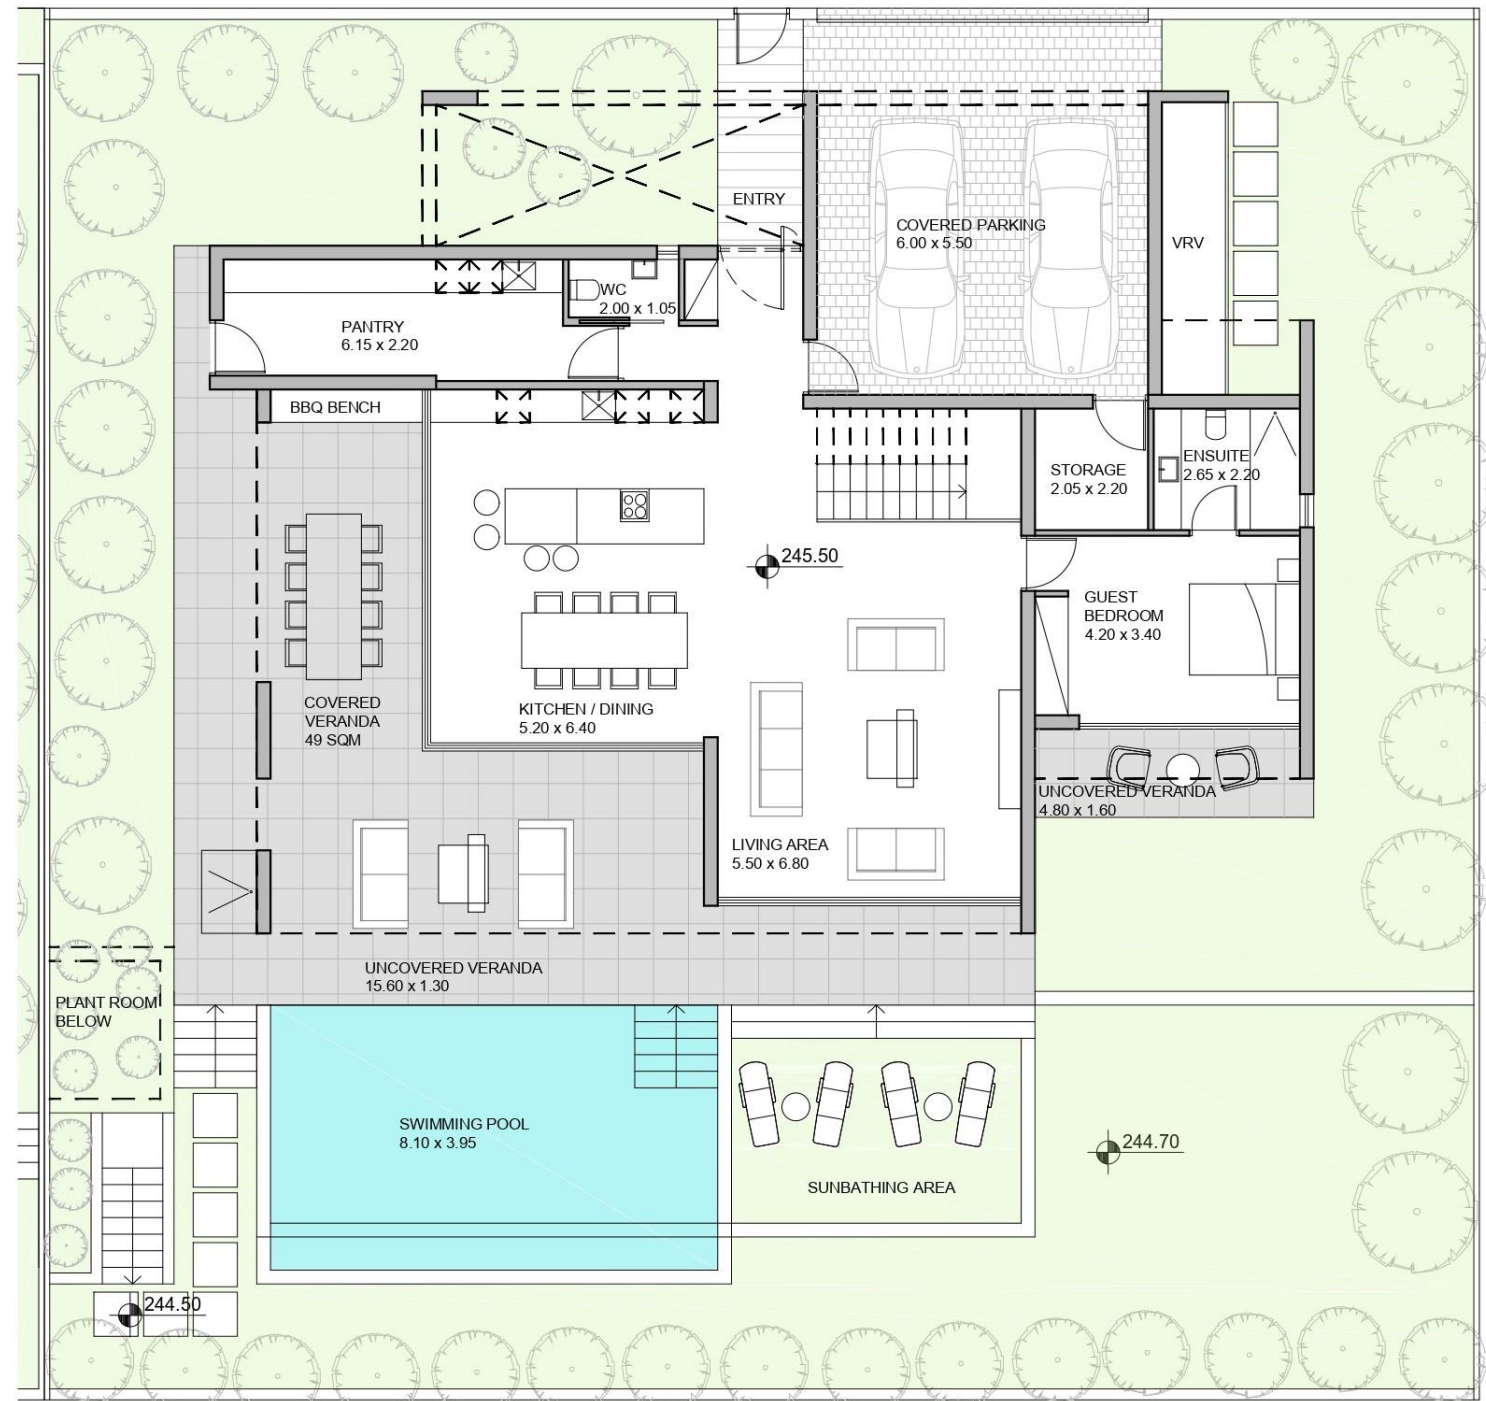 ENTRY
COVERED PARKING
6.00 x 5.50
VRV
WC
2.00 x 1.05
PANTRY
6.15 x 2.20
BBQ BENCH
STORAGE
2.05 x 2.20
ENSUITE
2.65 x 2.20
245.50
GUEST
BEDROOM
4.20 x 3.40
COVERED
VERANDA
49 SQM
KITCHEN / DINING
5.20 x 6.40
UNCOVERED VERANDA
4.80 x 1.60
LIVING AREA
5.50 x 6.80
UNCOVERED VERANDA
15.60 x 1.30
PLANT ROOM
BELOW
SWIMMING POOL
8.10 x 3.95
244.70
SUNBATHING AREA
244.50